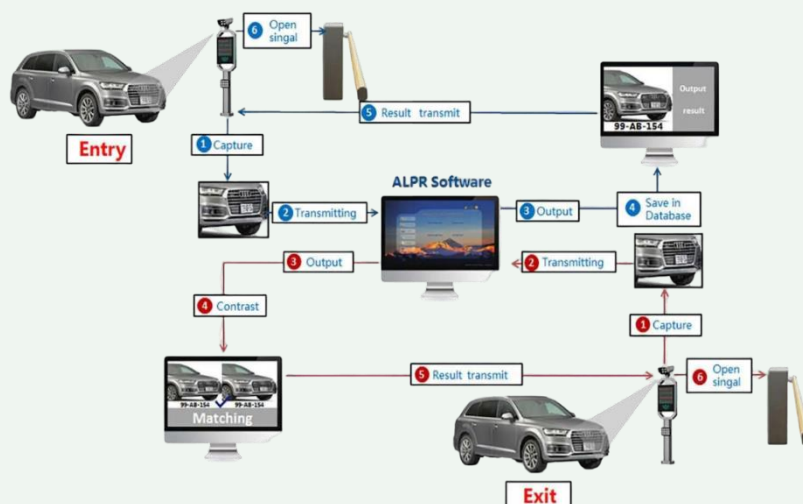 6 Open
singal
5 Result transmit
Output
result
99-AB-154
Entry
1 Capture
ALPR Software
2 Transmitting
3 Output
4 Save in
Database
3 Output
2 Transmitting
4 Contrast
1 Capture
99-AB-154 99-AB-154
Matching
5 Result transmit
6 Open
singal
Exit